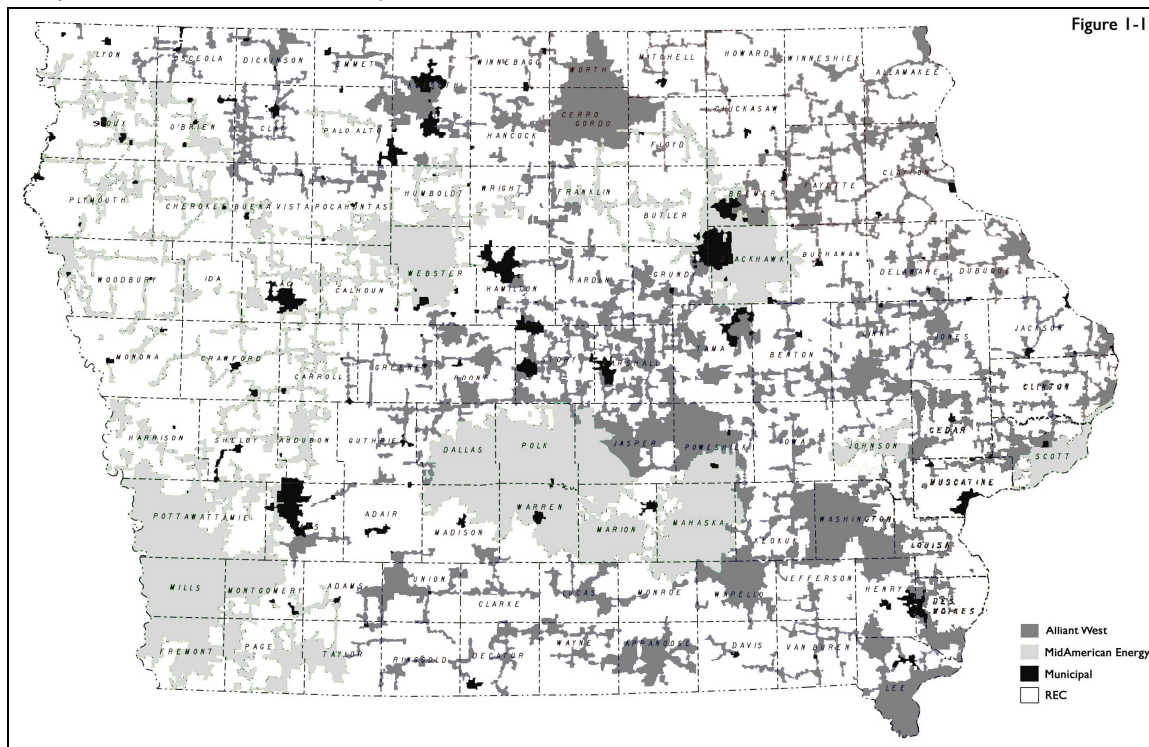 Figure 1-1
LYON
OSCEOLA
DICKINSON
EMMET
WINNEBAGO
WORTH
MITCHELL
HOWARD
WINNESHIEK
ALLAMAKEE
SIOUX
O'BRIEN
CLAY
PALO ALTO
HANCOCK
CERRO
GORDO
FLOYD
CHICKASAW
PLYMOUTH
CHEROKEE
BUENA VISTA
POCAHONTAS
HUMBOLDT
WRIGHT
FRANKLIN
BUTLER
BREMER
FAYETTE
CLAYTON
WOODBURY
IDA
CALHOUN
WEBSTER
HAMILTON
HARDIN
GRUNDY
BUCHANAN
DELAWARE
DUBUQUE
MONONA
CRAWFORD
CARROLL
GREENE
BOONE
STORY
TAMA
BENTON
LINN
JONES
JACKSON
CLINTON
HARRISON
SHELBY
AUDUBON
GUTHRIE
DALLAS
POLK
JASPER
POWESHIEK
IOWA
JOHNSON
CEDAR
SCOTT
MUSCATINE
POTTAWATTAMIE
ADAIR
MADISON
WARREN
MARION
MAHASKA
KEOKUK
WASHINGTON
LOUISA
MILLS
MONTGOMERY
ADAMS
UNION
CLARKE
LUCAS
MONROE
WAPELLO
JEFFERSON
HENRY
DES
MOINES
FREMONT
PAGE
TAYLOR
RINGGOLD
DECATUR
WAYNE
APPANOOSE
DAVIS
VAN BUREN
LEE
Alliant West
MidAmerican Energy
Municipal
REC